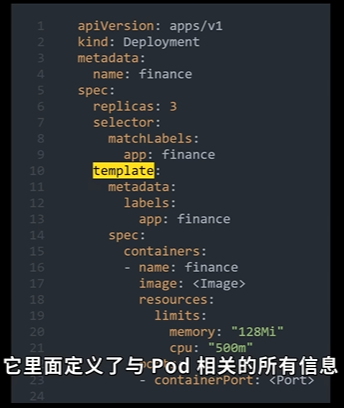 1 apiVersion: apps/v1
2 kind: Deployment
3 metadata:
4 name: finance
5 spec:
6 replicas: 3
7 selector:
8 matchLabels:
9 app: finance
10 template:
11 metadata:
12 labels:
13 app: finance
14 spec:
15 containers:
16 - name: finance
17 image: <Image>
18 resources:
19 limits:
20 memory: "128Mi"
21 cpu: "500m"
它里面定义了与 Pod 相关的所有信息
23 - containerPort: <Port>
24